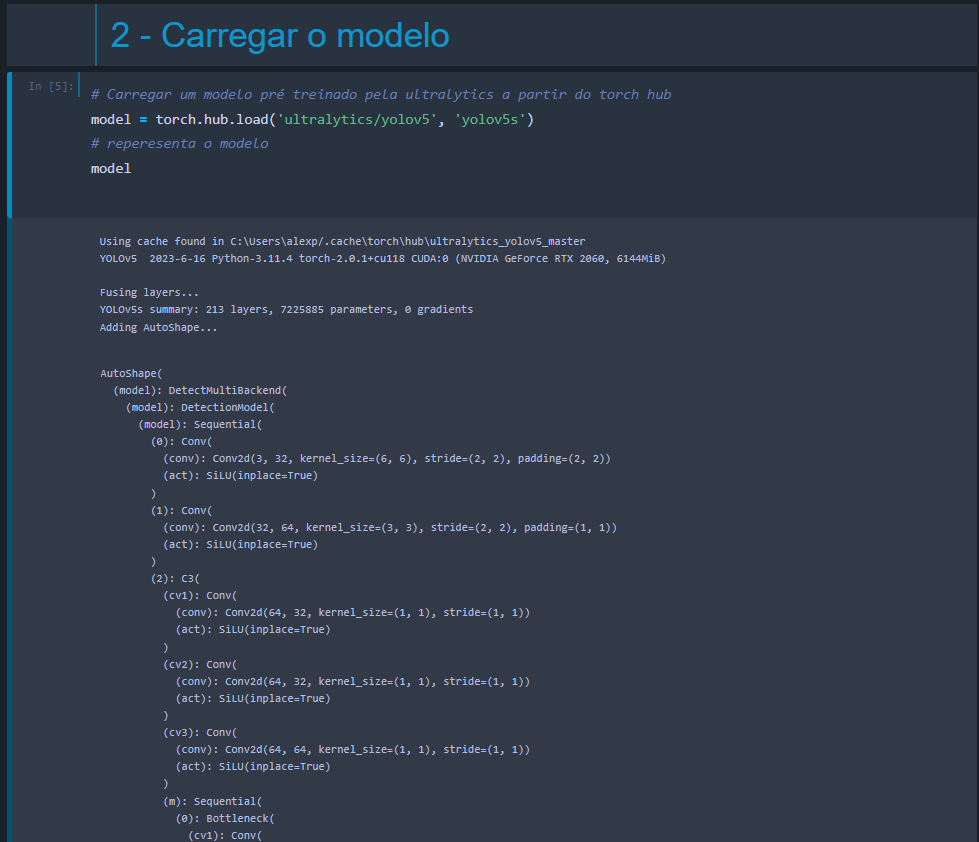 2 - Carregar o modelo
In [5]:
# Carregar um modelo pré treinado pela ultralytics a partir do torch hub
model = torch.hub.load('ultralytics/yolov5', 'yolov5s')
# reperesenta o modelo
model
Using cache found in C:\Users\alexp/.cache\torch\hub\ultralytics_yolov5_master
YOLOv5  2023-6-16 Python-3.11.4 torch-2.0.1+cu118 CUDA:0 (NVIDIA GeForce RTX 2060, 6144MiB)
Fusing layers...
YOLOv5s summary: 213 layers, 7225885 parameters, 0 gradients
Adding AutoShape...
AutoShape(
  (model): DetectMultiBackend(
    (model): DetectionModel(
      (model): Sequential(
        (0): Conv(
          (conv): Conv2d(3, 32, kernel_size=(6, 6), stride=(2, 2), padding=(2, 2))
          (act): SiLU(inplace=True)
        )
        (1): Conv(
          (conv): Conv2d(32, 64, kernel_size=(3, 3), stride=(2, 2), padding=(1, 1))
          (act): SiLU(inplace=True)
        )
        (2): C3(
          (cv1): Conv(
            (conv): Conv2d(64, 32, kernel_size=(1, 1), stride=(1, 1))
            (act): SiLU(inplace=True)
          )
          (cv2): Conv(
            (conv): Conv2d(64, 32, kernel_size=(1, 1), stride=(1, 1))
            (act): SiLU(inplace=True)
          )
          (cv3): Conv(
            (conv): Conv2d(64, 64, kernel_size=(1, 1), stride=(1, 1))
            (act): SiLU(inplace=True)
          )
          (m): Sequential(
            (0): Bottleneck(
              (cv1): Conv(